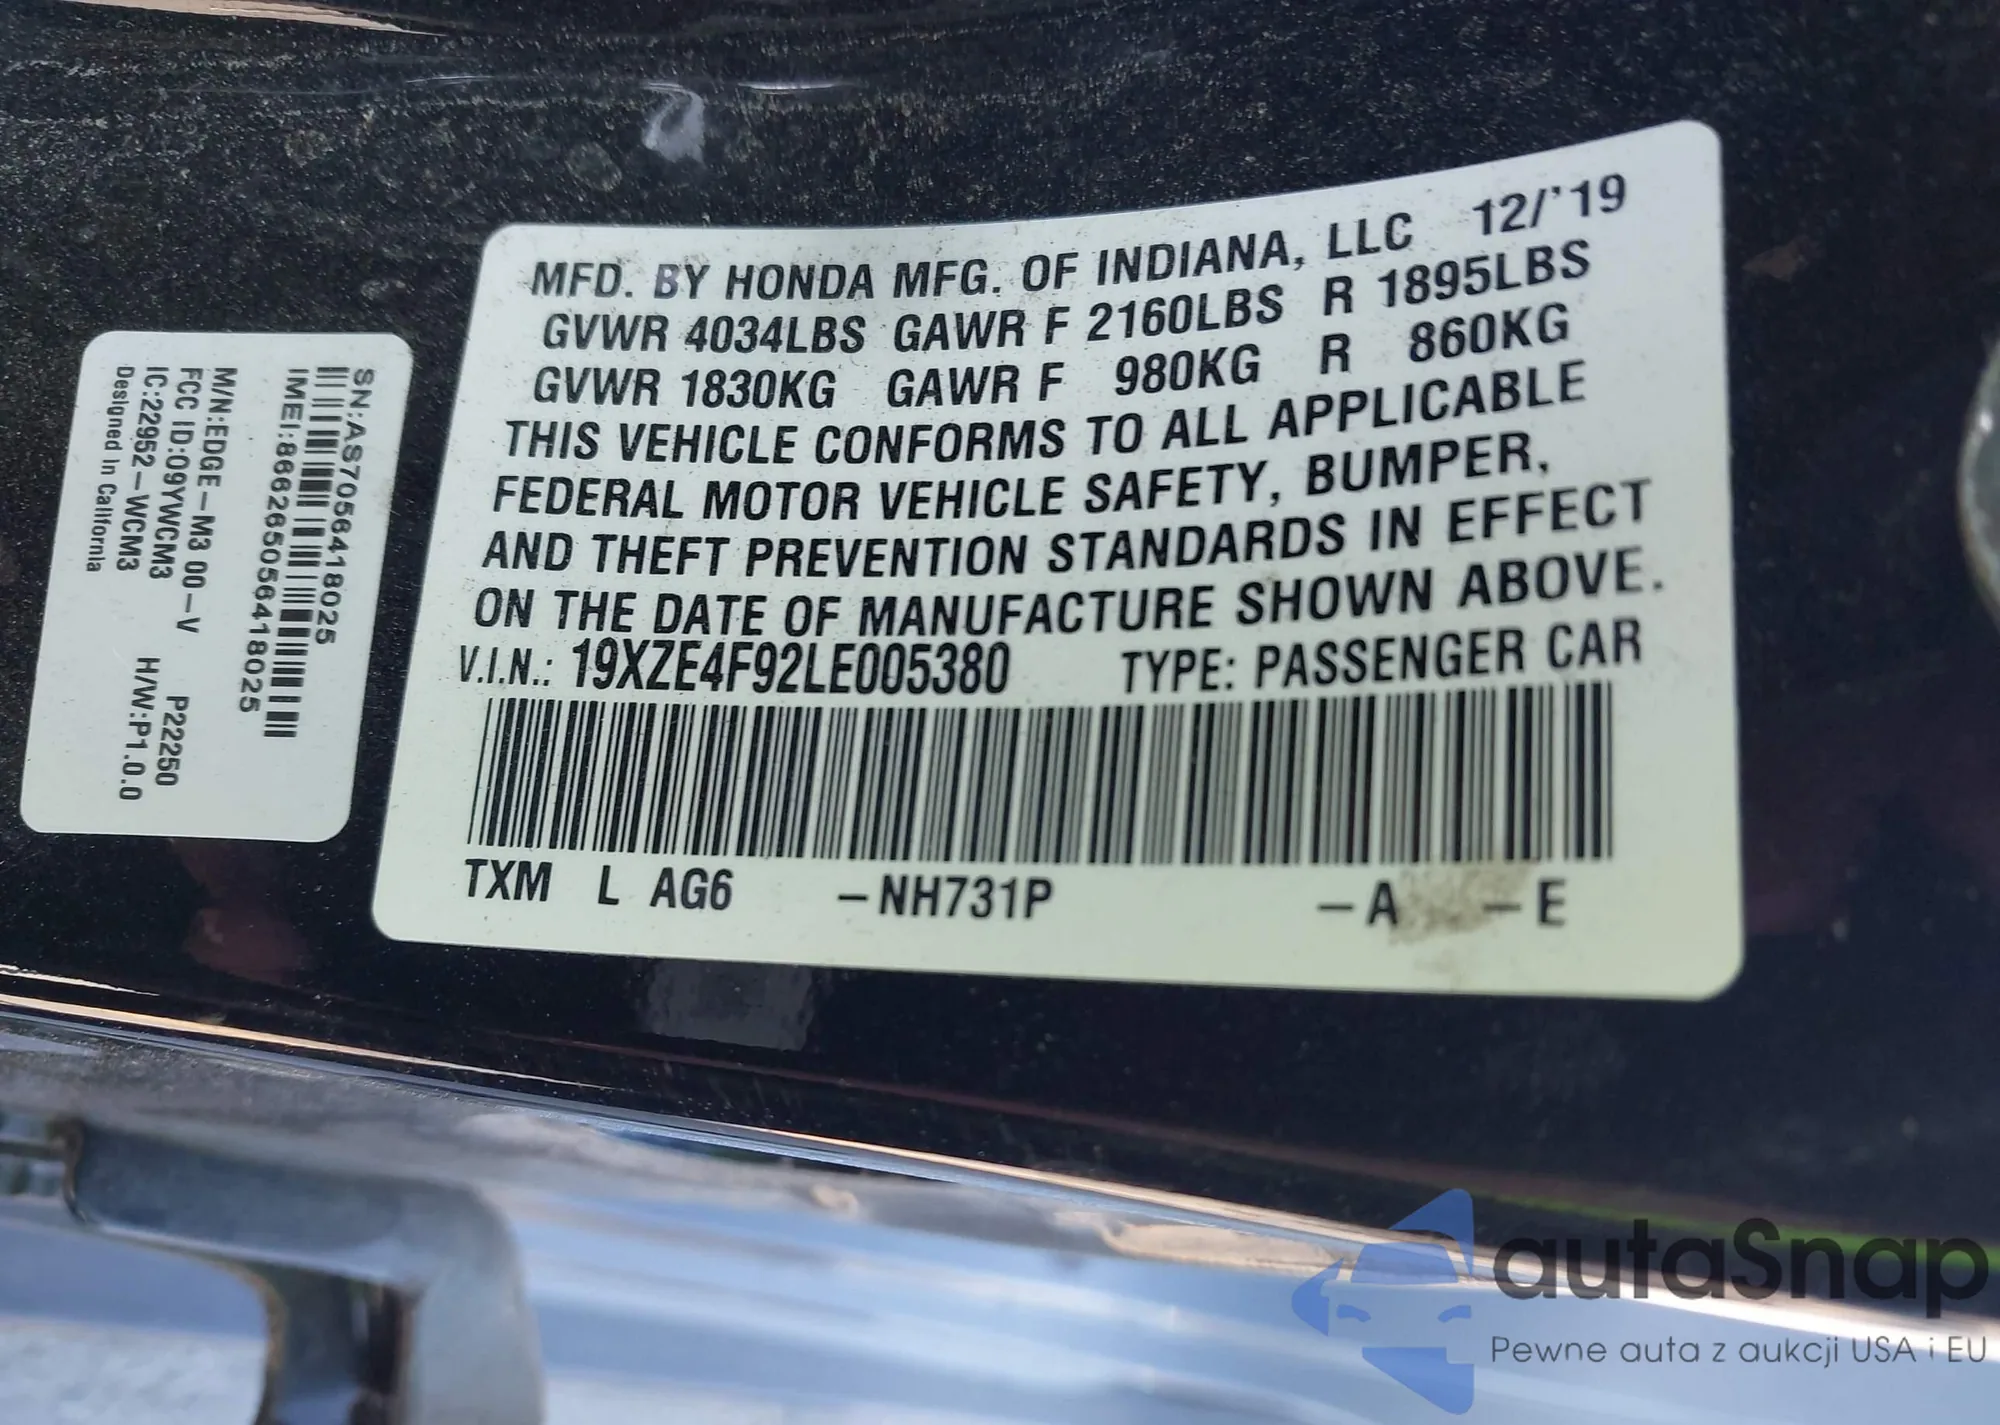 MFD. BY HONDA MFG. OF INDIANA, LLC 12/'19
GVWR 4034LBS GAWR F 2160LBS R 1895LBS
GVWR 1830KG GAWR F 980KG R 860KG
THIS VEHICLE CONFORMS TO ALL APPLICABLE
FEDERAL MOTOR VEHICLE SAFETY, BUMPER,
AND THEFT PREVENTION STANDARDS IN EFFECT
ON THE DATE OF MANUFACTURE SHOWN ABOVE.
V.I.N.: 19XZE4F92LE005380 TYPE: PASSENGER CAR
TXM L AG6 -NH731P -A -E
SN:AS7056418025
IMEI:866265056418025
M/N:EDGE-M3 00-V P22250
FCC ID:09YWCM3 H/W:P1.0.0
IC:229552-WCM3
Designed in California
autaSnap
Pewne auta z aukcji USA i EU